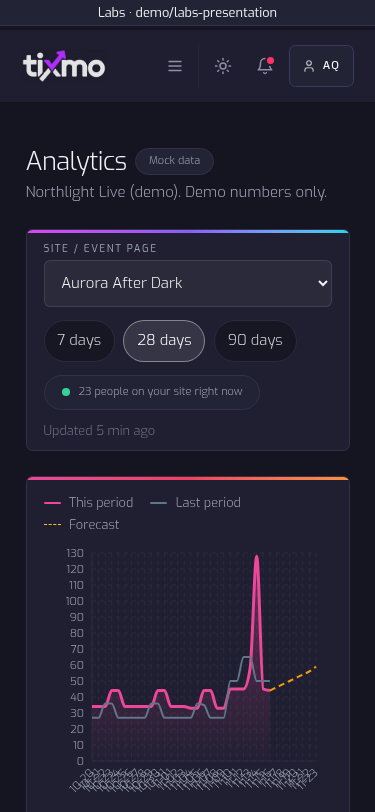 Labs · demo/labs-presentation
tixmo
AQ
Analytics
Mock data
Northlight Live (demo). Demo numbers only.
SITE / EVENT PAGE
Aurora After Dark
7 days
28 days
90 days
23 people on your site right now
Updated 5 min ago
This period
Last period
Forecast
130
120
110
100
90
80
70
60
50
40
30
20
10
0